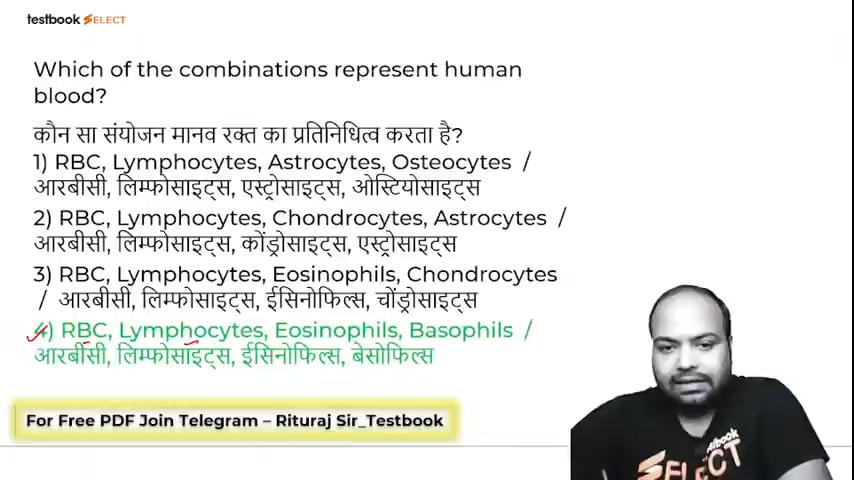 testbook SELECT
Which of the combinations represent human
blood?
कौन सा संयोजन मानव रक्त का प्रतिनिधित्व करता है?
1) RBC, Lymphocytes, Astrocytes, Osteocytes /
आरबीसी, लिम्फोसाइट्स, एस्ट्रोसाइट्स, ओस्टियोसाइट्स
2) RBC, Lymphocytes, Chondrocytes, Astrocytes /
आरबीसी, लिम्फोसाइट्स, कोंड्रोसाइट्स, एस्ट्रोसाइट्स
3) RBC, Lymphocytes, Eosinophils, Chondrocytes
/ आरबीसी, लिम्फोसाइट्स, ईसिनोफिल्स, चोंड्रोसाइट्स
4) RBC, Lymphocytes, Eosinophils, Basophils /
आरबीसी, लिम्फोसाइट्स, ईसिनोफिल्स, बेसोफिल्स
For Free PDF Join Telegram – Rituraj Sir_Testbook
SELECT